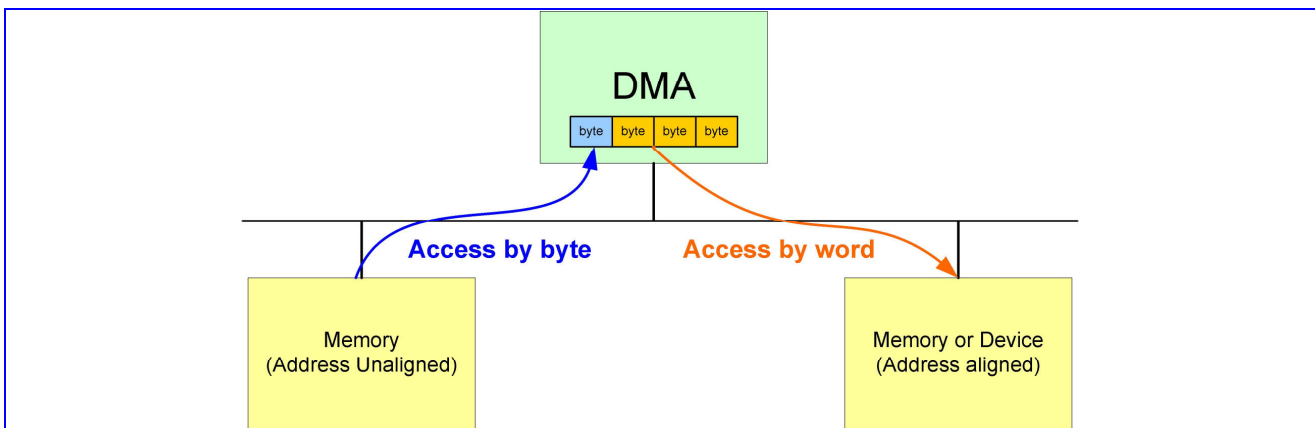 DMA
byte byte byte byte
Access by byte Access by word
Memory
(Address Unaligned)
Memory or Device
(Address aligned)